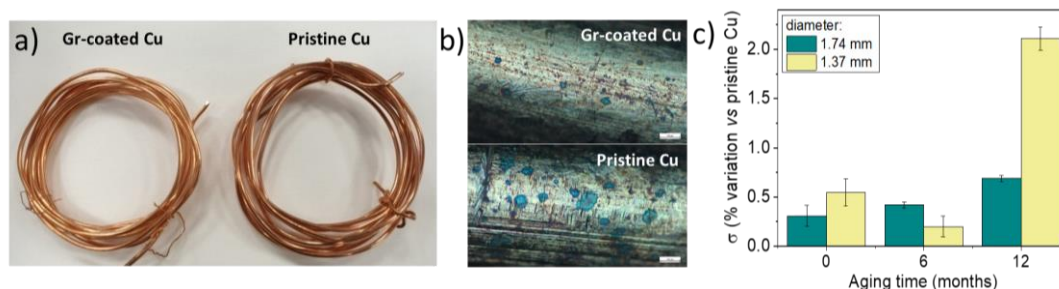 a)
Gr-coated Cu
Pristine Cu
b)
Gr-coated Cu
Pristine Cu
c)
diameter:
1.74 mm
1.37 mm
2.0
1.5
1.0
0.5
0.0
σ (% variation vs pristine Cu)
0
6
12
Aging time (months)